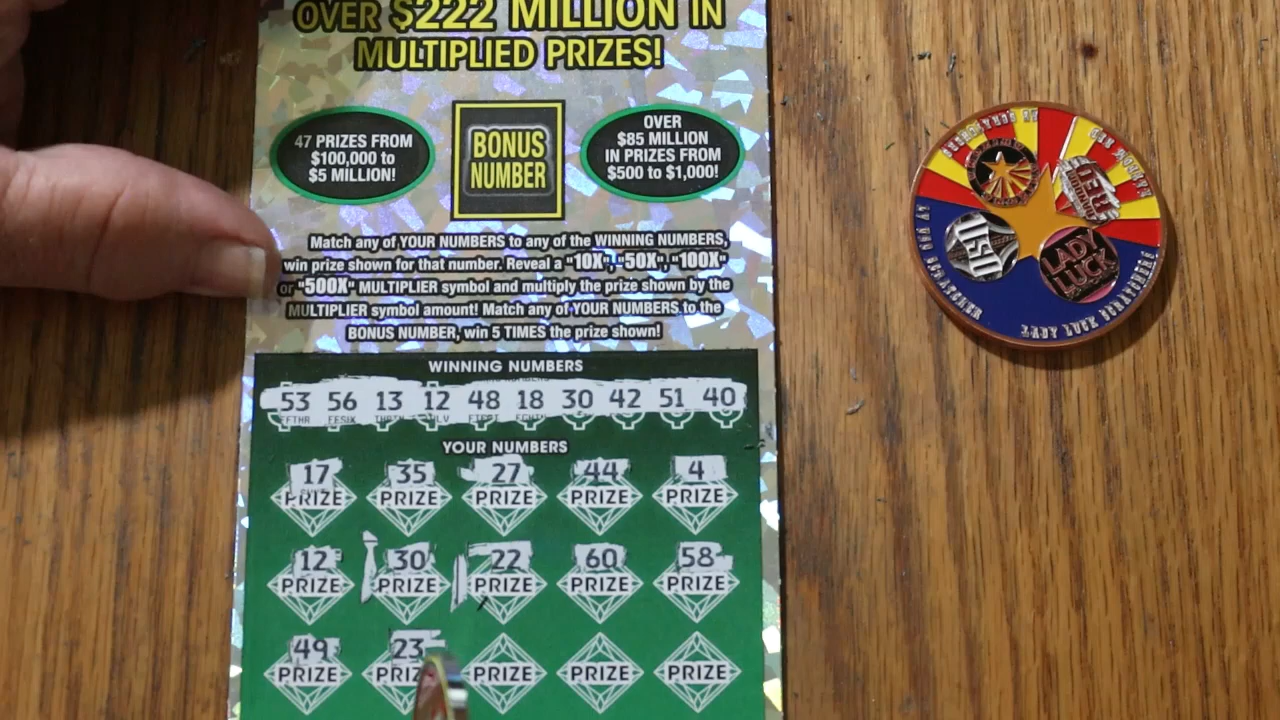 OVER $222 MILLION IN
MULTIPLIED PRIZES!
47 PRIZES FROM
$100,000 to
$5 MILLION!
BONUS
NUMBER
OVER
$85 MILLION
IN PRIZES FROM
$500 to $1,000!
Match any of YOUR NUMBERS to any of the WINNING NUMBERS,
win prize shown for that number. Reveal a "10X", "50X", "100X"
or "500X" MULTIPLIER symbol and multiply the prize shown by the
MULTIPLIER symbol amount! Match any of YOUR NUMBERS to the
BONUS NUMBER, win 5 TIMES the prize shown!
WINNING NUMBERS
53 56 13 12 48 18 30 42 51 40
YOUR NUMBERS
17 35 27 44 4
PRIZE PRIZE PRIZE PRIZE PRIZE
12 30 22 60 58
PRIZE PRIZE PRIZE PRIZE PRIZE
49 23
PRIZE PRIZE PRIZE PRIZE
LADY
LUCK
LADY LUCK SCRATCHERS